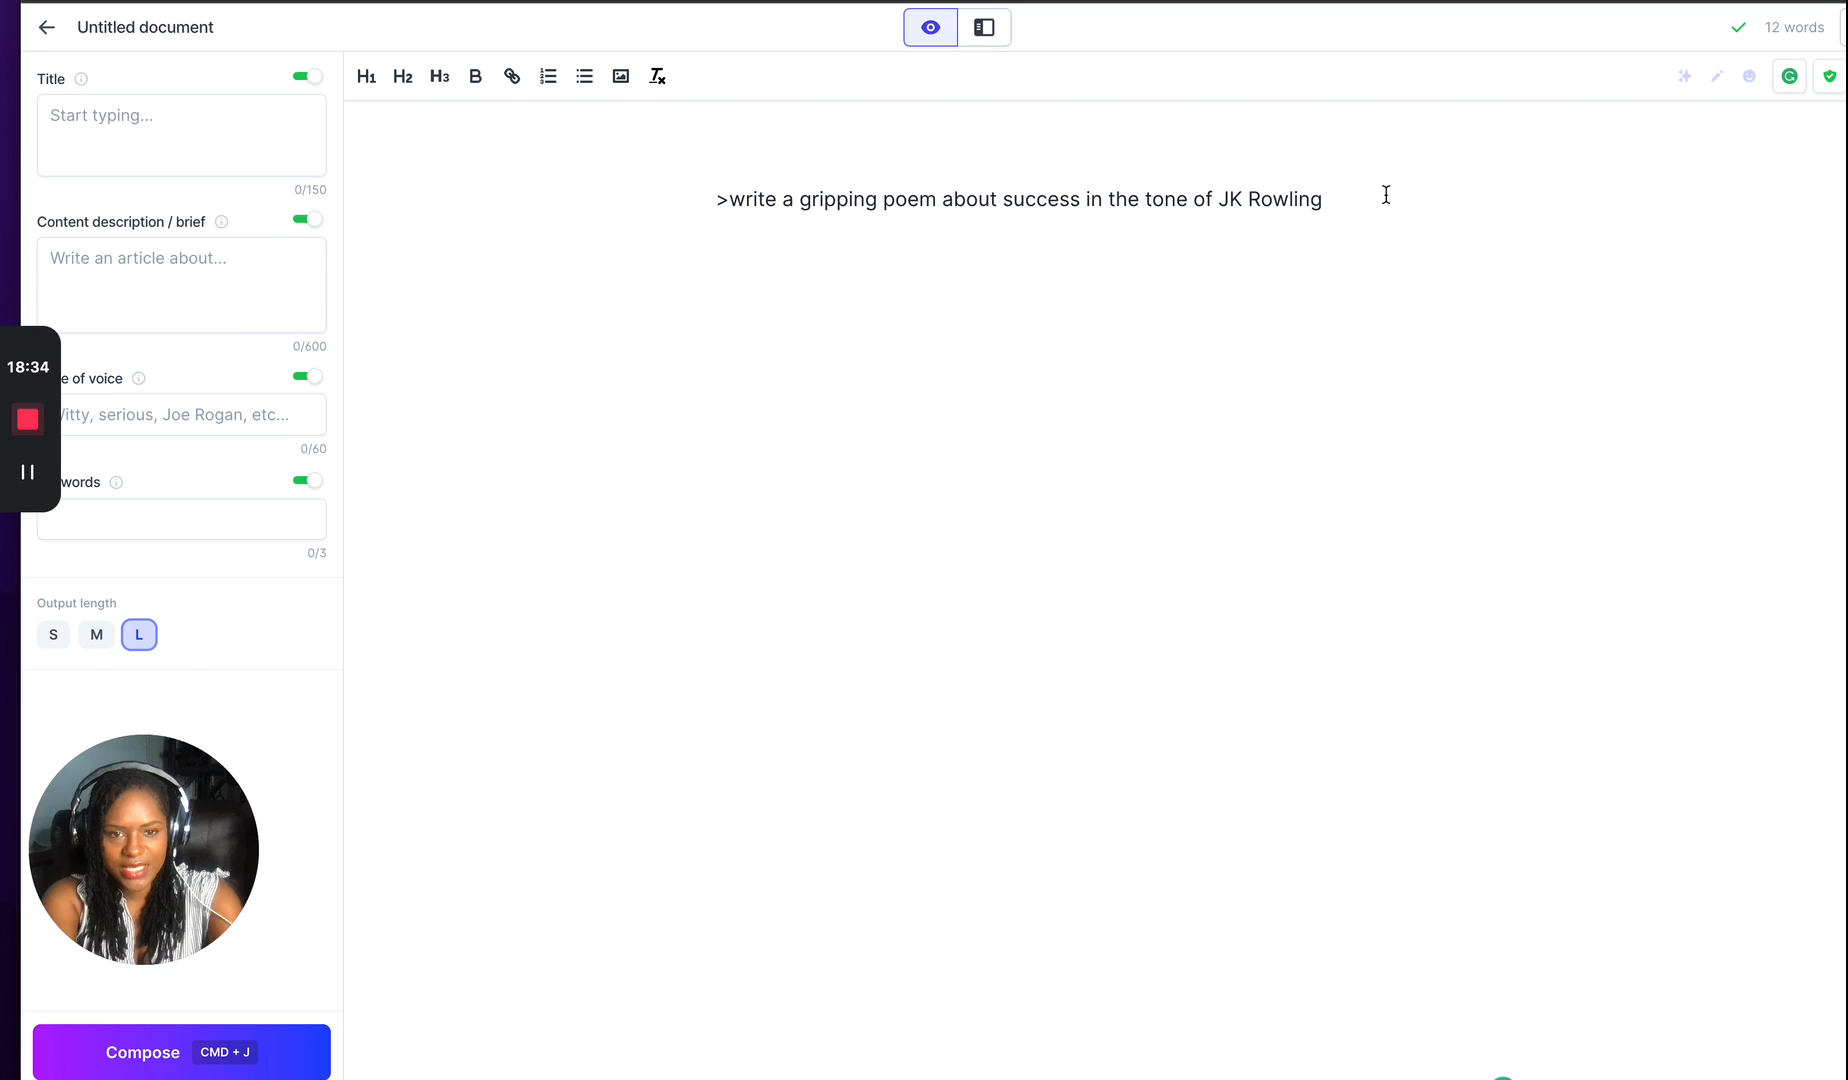 Untitled document
12 words
Title
H1 H2 H3 B
Start typing...
0/150
>write a gripping poem about success in the tone of JK Rowling
Content description / brief
Write an article about...
0/600
18:34
e of voice
itty, serious, Joe Rogan, etc...
0/60
words
0/3
Output length
S M L
Compose CMD + J